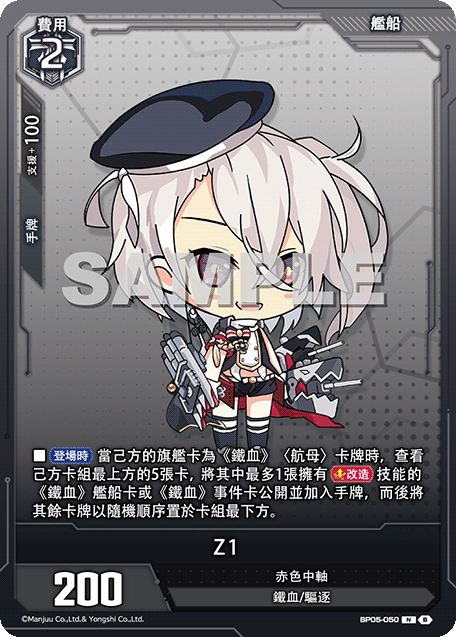 費用
艦船
2
支援+100
手牌
SAMPLE
■ 登場時 當己方的旗艦卡為《鐵血》〈航母〉卡牌時，查看
己方卡組最上方的5張卡，將其中最多1張擁有 改造 技能的
《鐵血》艦船卡或《鐵血》事件卡公開並加入手牌，而後將
其餘卡牌以隨機順序置於卡組最下方。
Z1
200
赤色中軸
鐵血/驅逐
©Manjuu Co.,Ltd.& Yongshi Co.,Ltd.
BP05-050 N B